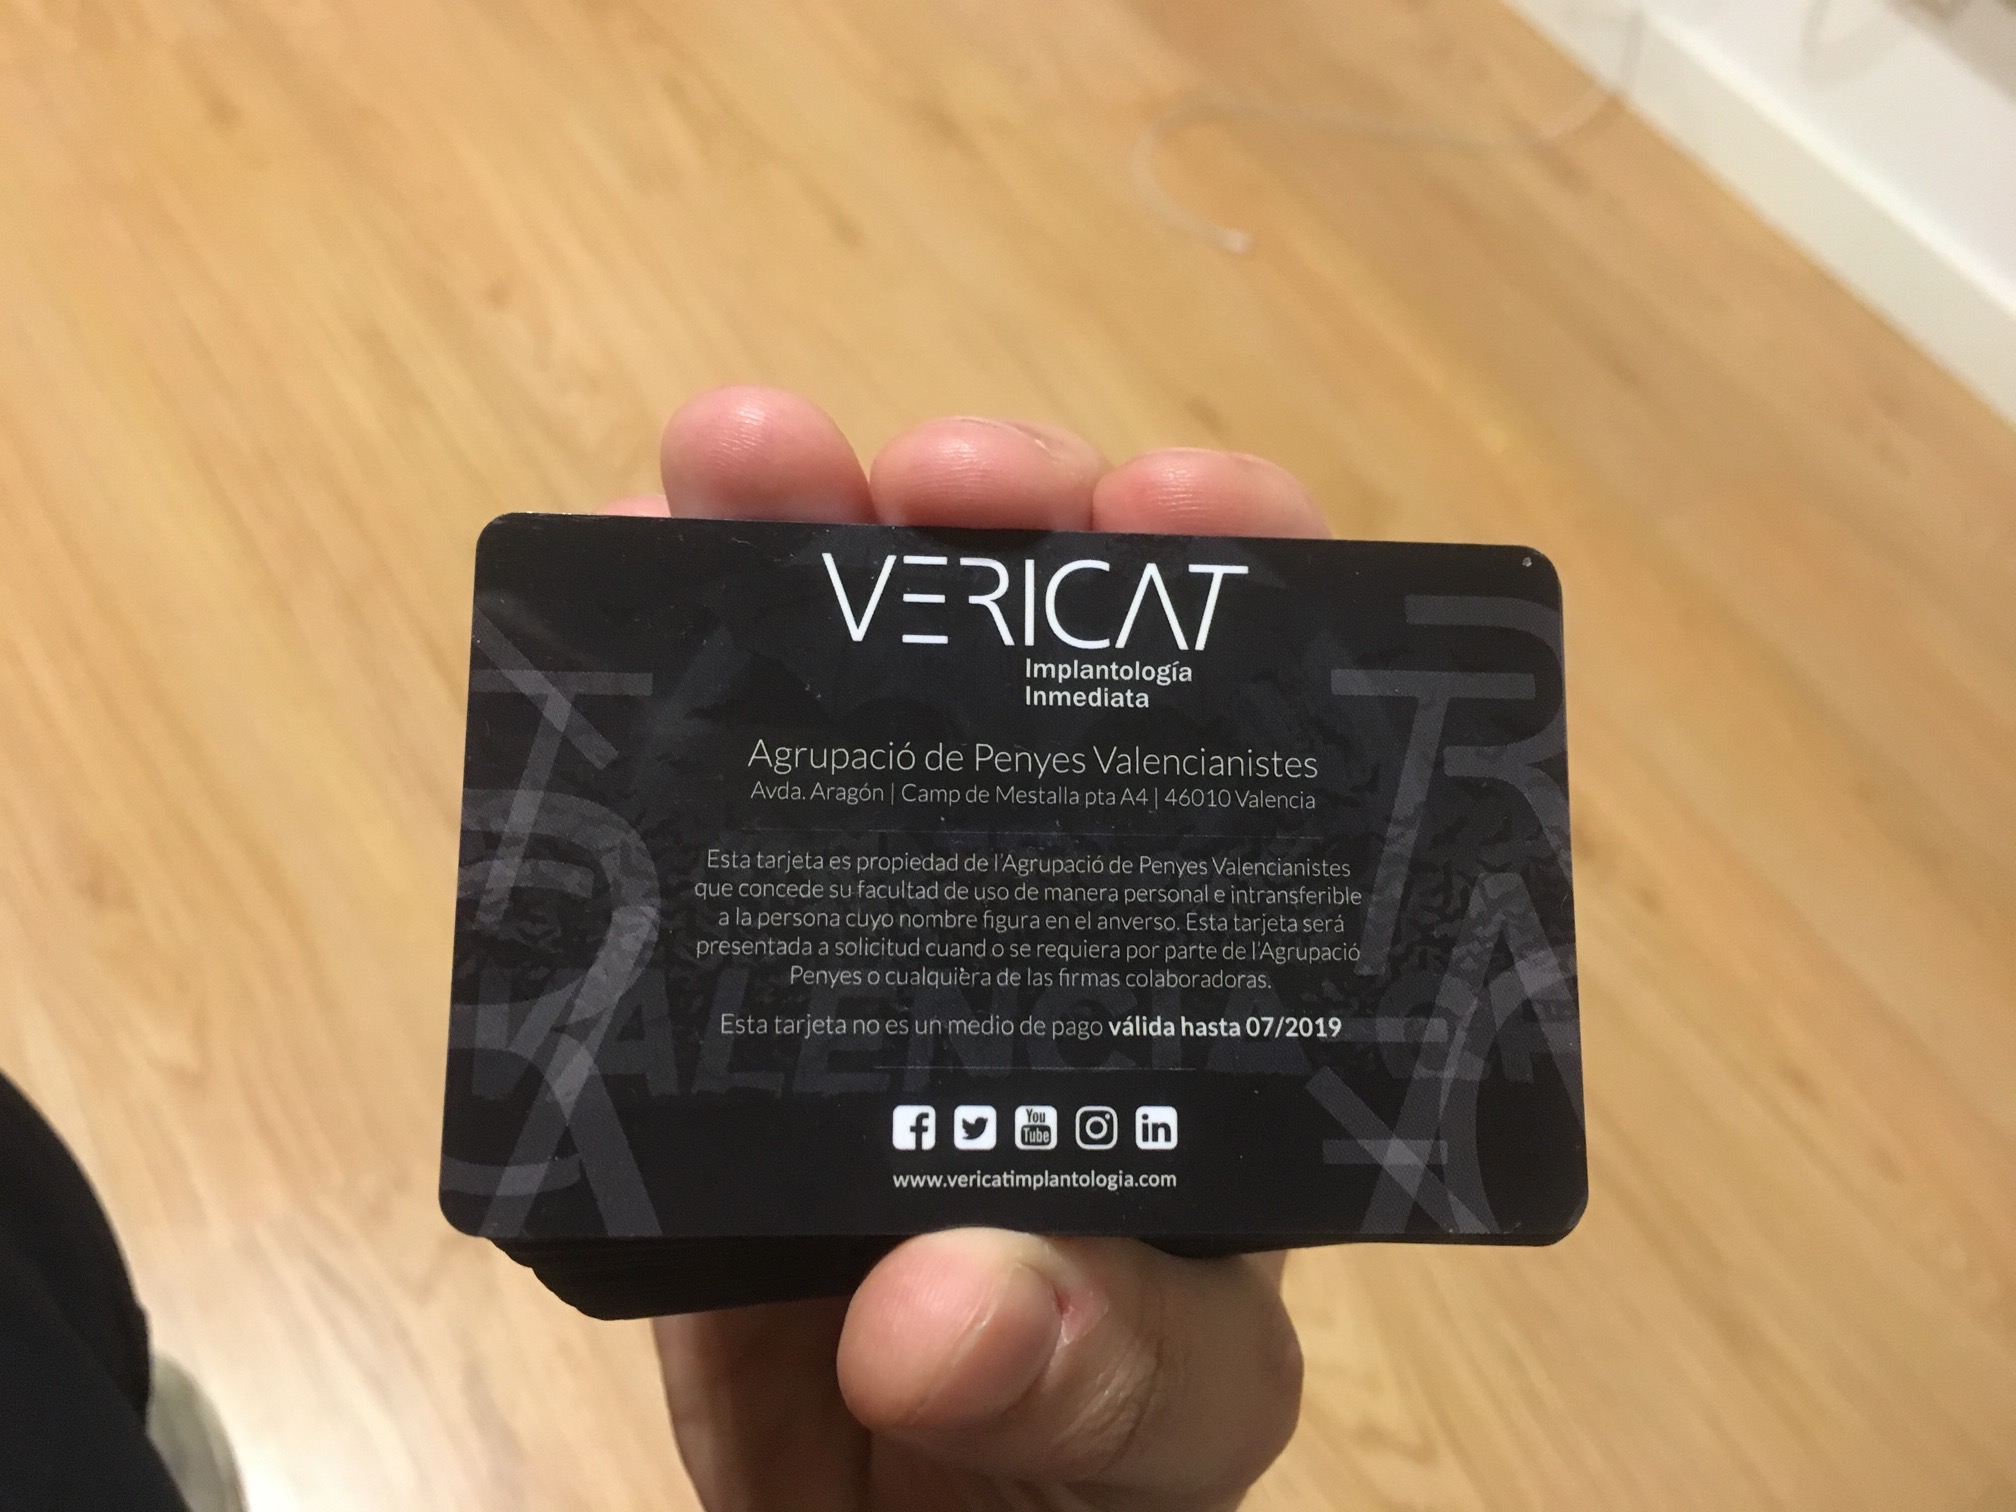 VERICAT
Implantología
Inmediata
Agrupació de Penyes Valencianistes
Avda. Aragón | Camp de Mestalla pta A4 | 46010 Valencia
Esta tarjeta es propiedad de l'Agrupació de Penyes Valencianistes
que concede su facultad de uso de manera personal e intransferible
a la persona cuyo nombre figura en el anverso. Esta tarjeta será
presentada a solicitud cuando se requiera por parte de l'Agrupació
Penyes o cualquiera de las firmas colaboradoras.
Esta tarjeta no es un medio de pago válida hasta 07/2019
VALENCIA CF
You
Tube
in
www.vericatimplantologia.com